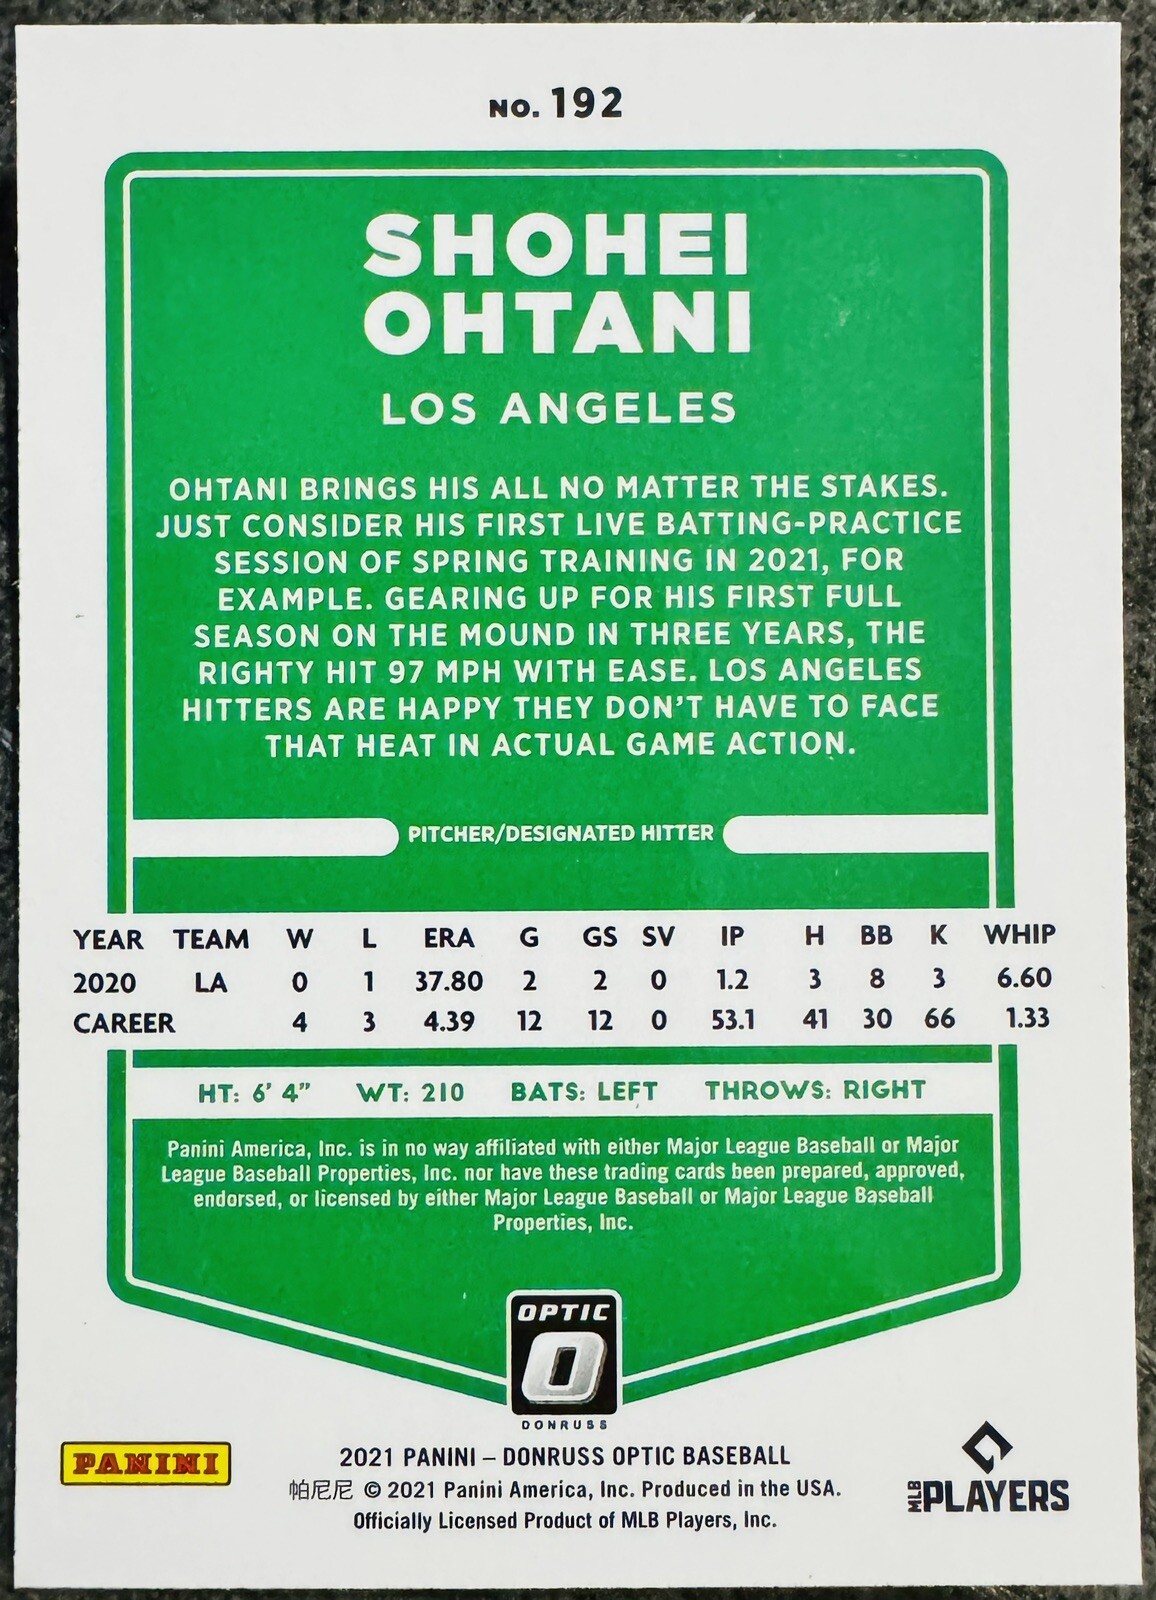 NO. 192
SHOHEI
OHTANI
LOS ANGELES
OHTANI BRINGS HIS ALL NO MATTER THE STAKES.
JUST CONSIDER HIS FIRST LIVE BATTING-PRACTICE
SESSION OF SPRING TRAINING IN 2021, FOR
EXAMPLE. GEARING UP FOR HIS FIRST FULL
SEASON ON THE MOUND IN THREE YEARS, THE
RIGHTY HIT 97 MPH WITH EASE. LOS ANGELES
HITTERS ARE HAPPY THEY DON'T HAVE TO FACE
THAT HEAT IN ACTUAL GAME ACTION.
PITCHER/DESIGNATED HITTER
YEAR TEAM W L ERA G GS SV IP H BB K WHIP
2020 LA 0 1 37.80 2 2 0 1.2 3 8 3 6.60
CAREER 4 3 4.39 12 12 0 53.1 41 30 66 1.33
HT: 6' 4" WT: 210 BATS: LEFT THROWS: RIGHT
Panini America, Inc. is in no way affiliated with either Major League Baseball or Major
League Baseball Properties, Inc. nor have these trading cards been prepared, approved,
endorsed, or licensed by either Major League Baseball or Major League Baseball
Properties, Inc.
OPTIC
O
DONRUSS
PANINI
2021 PANINI – DONRUSS OPTIC BASEBALL
帕尼尼 © 2021 Panini America, Inc. Produced in the USA.
Officially Licensed Product of MLB Players, Inc.
MLB PLAYERS